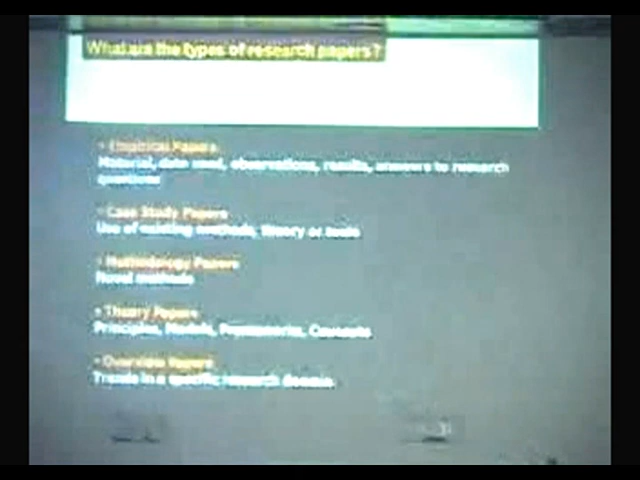 What are the types of research papers?
• Empirical Papers
Material, data used, observations, results, answers to research
questions
• Case Study Papers
Use of existing methods, theory or tools
• Methodology Papers
Novel methods
• Theory Papers
Principles, Models, Frameworks, Concepts
• Overview Papers
Trends in a specific research domain